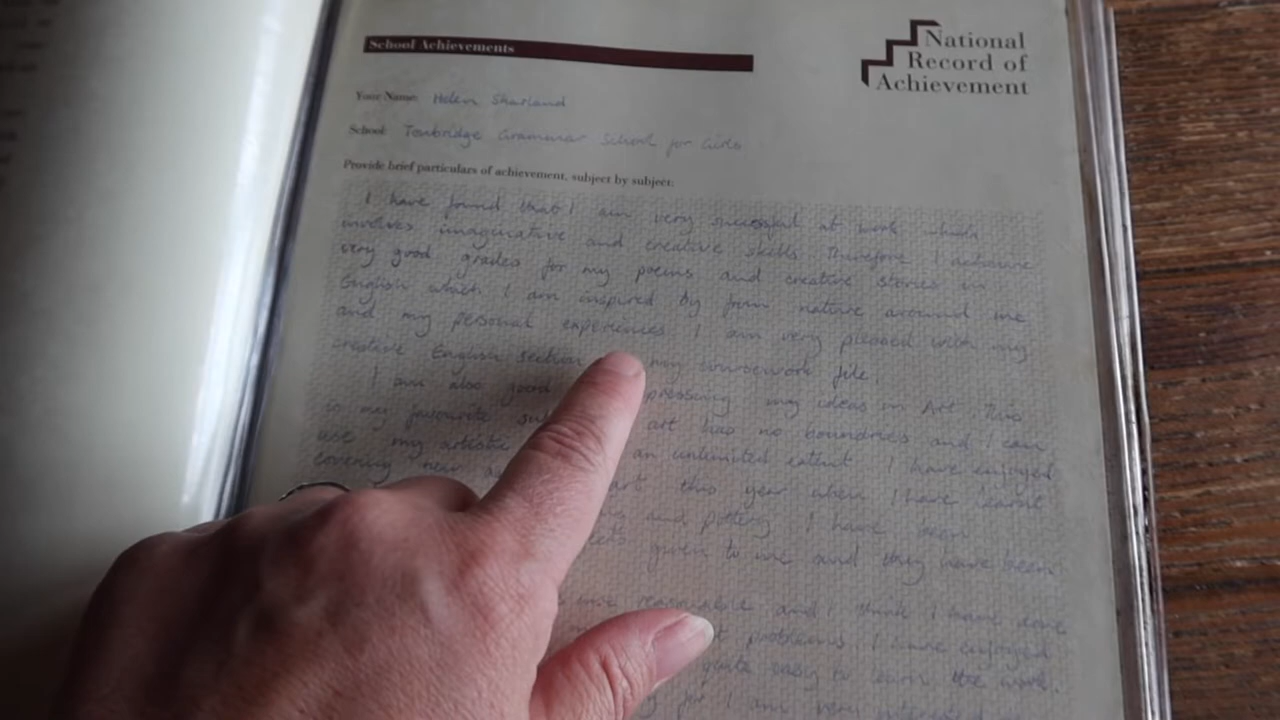 School Achievements
National
Record of
Achievement
Your Name: Helen Sharland
School: Tonbridge Grammar School for Girls
Provide brief particulars of achievement, subject by subject:
I have found that I am very successful at work which
involves imaginative and creative skills. Therefore I achieve
very good grades for my poems and creative stories in
English which I am inspired by from nature around me
and my personal experiences I am very pleased with my
creative English section my coursework file.
I am also good my ideas in Art This
is my favourite art has no boundries and I can
use my artistic an unlimited extent. I have enjoyed
covering new art this year when I have learnt
and pottery I have been
given to me and they have been
reasonable and I think I have done
problems. I have enjoyed
quite easy to learn the work.
for I am very interested